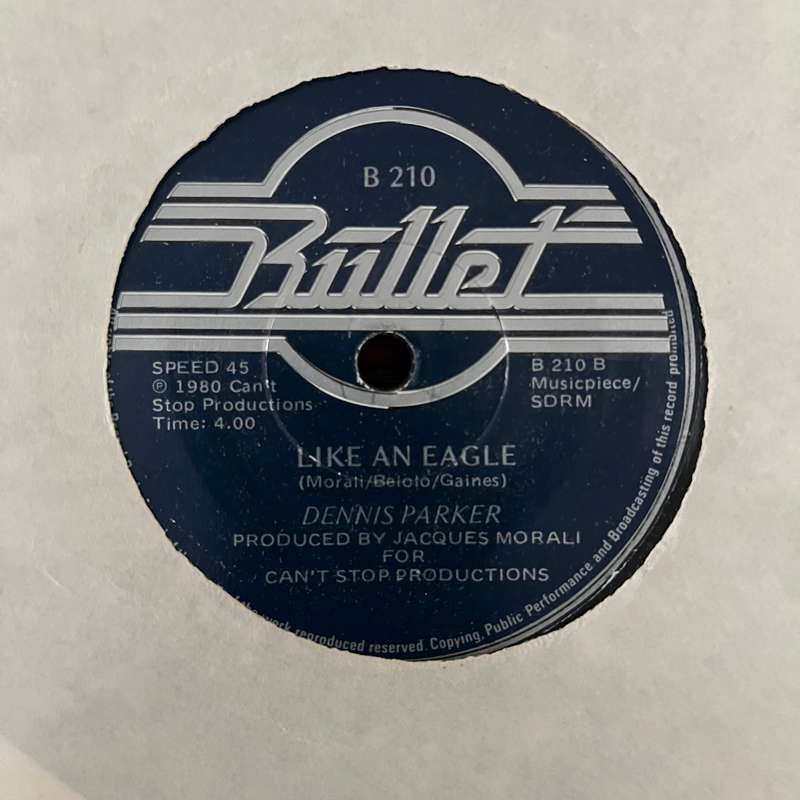 B 210
Bullet
SPEED 45
℗ 1980 Can't
Stop Productions
Time: 4.00
B 210 B
Musicpiece/
SDRM
LIKE AN EAGLE
(Morali/Belolo/Gaines)
DENNIS PARKER
PRODUCED BY JACQUES MORALI
FOR
CAN'T STOP PRODUCTIONS
work reproduced reserved. Copying, Public Performance and Broadcasting of this record prohibited